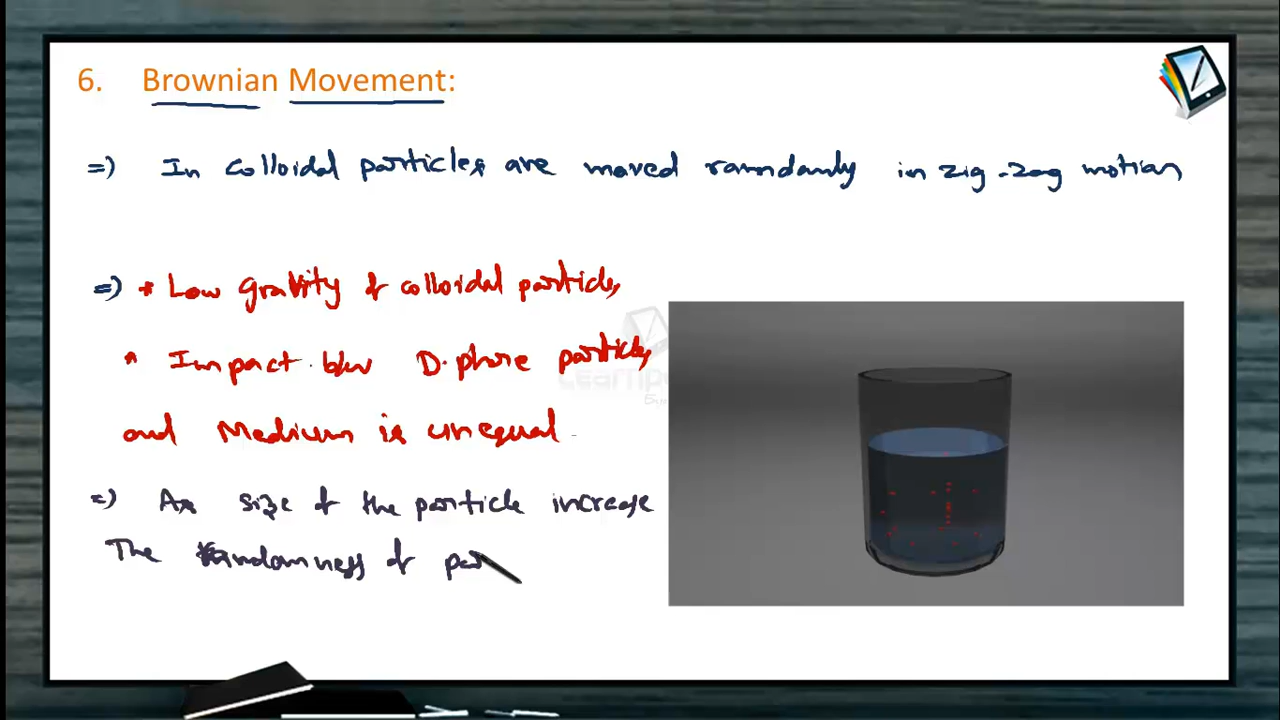 6. Brownian Movement:
=) In colloidal particles are moved ramndamly in zig-zag motion
=) * Low gravity of colloidal particles
* Impact b/w D.phase particles
and Medium is unequal
=) As size of the particle increase
The randomness of par